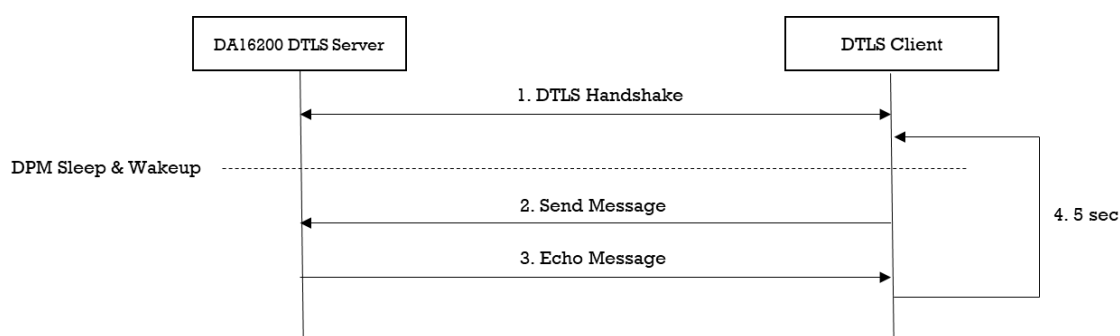 DA16200 DTLS Server
DTLS Client
1. DTLS Handshake
DPM Sleep & Wakeup
2. Send Message
4. 5 sec
3. Echo Message